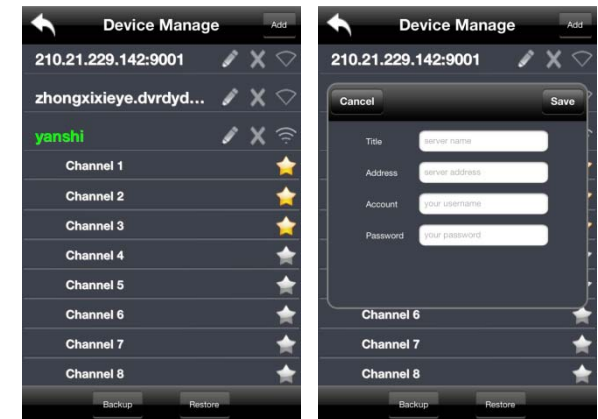 Device Manage
Add
210.21.229.142:9001
zhongxixieye.dvrdyd...
yanshi
Channel 1
Channel 2
Channel 3
Channel 4
Channel 5
Channel 6
Channel 7
Channel 8
Backup
Restore
Device Manage
Add
210.21.229.142:9001
Cancel
Save
Title
server name
Address
server address
Account
your username
Password
your password
Channel 6
Channel 7
Channel 8
Backup
Restore